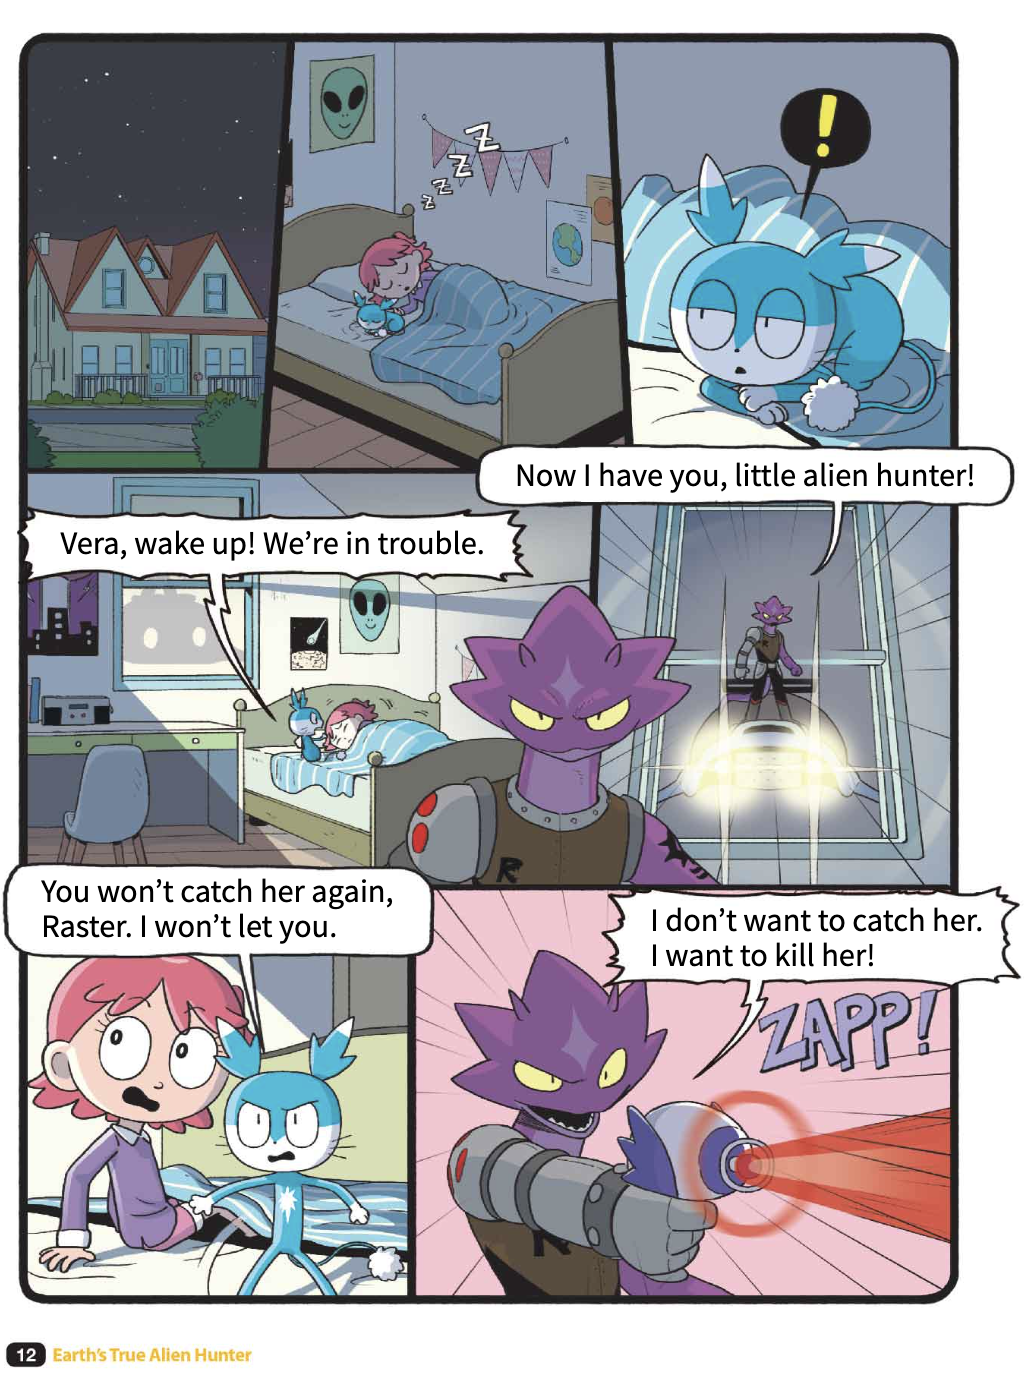 z z Z Z
!
Now I have you, little alien hunter!
Vera, wake up! We're in trouble.
R
R
You won't catch her again,
Raster. I won't let you.
I don't want to catch her.
I want to kill her!
ZAPP!
R
12 Earth's True Alien Hunter